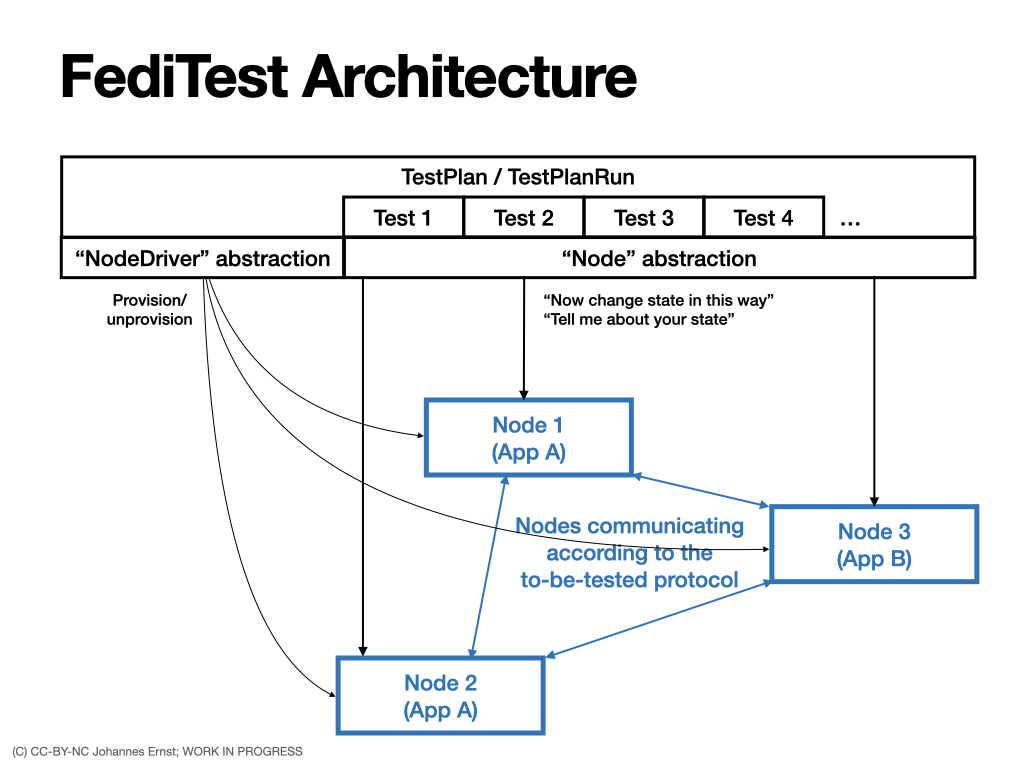 FediTest Architecture
TestPlan / TestPlanRun
Test 1
Test 2
Test 3
Test 4
...
“NodeDriver” abstraction
“Node” abstraction
Provision/
unprovision
“Now change state in this way”
“Tell me about your state”
Node 1
(App A)
Nodes communicating
according to the
to-be-tested protocol
Node 3
(App B)
Node 2
(App A)
(C) CC-BY-NC Johannes Ernst; WORK IN PROGRESS